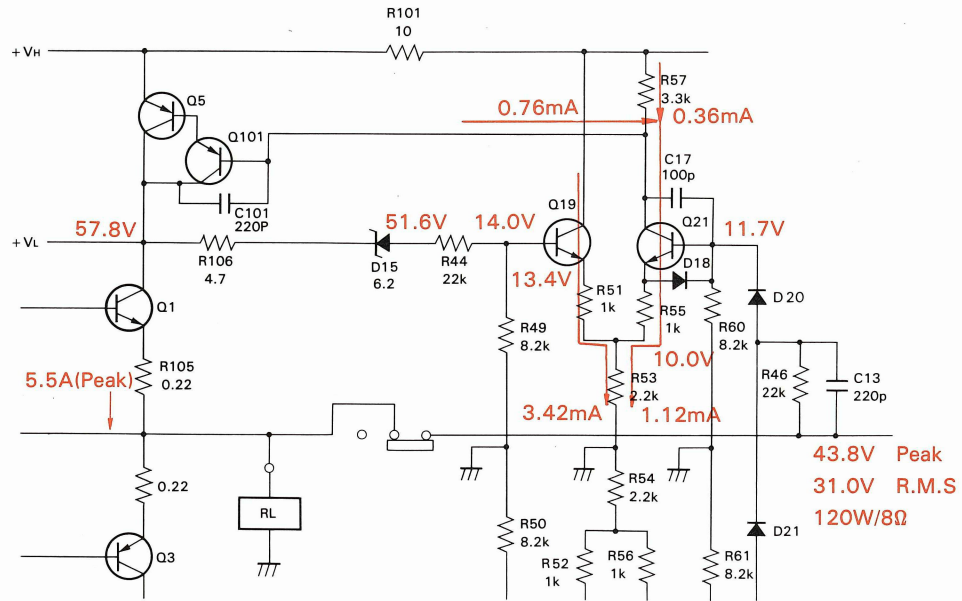 R101
10
+VH
R57
3.3k
Q5
0.76mA
0.36mA
Q101
C17
100p
C101
220P
Q19
Q21
57.8V
51.6V
14.0V
11.7V
+VL
R106
4.7
D15
6.2
R44
22k
D18
13.4V
R51
1k
R55
1k
D20
Q1
R49
8.2k
R60
8.2k
R105
0.22
10.0V
5.5A(Peak)
R53
2.2k
R46
22k
C13
220p
3.42mA
1.12mA
43.8V Peak
31.0V R.M.S
120W/8Ω
0.22
R54
2.2k
RL
R50
8.2k
D21
Q3
R52
1k
R56
1k
R61
8.2k